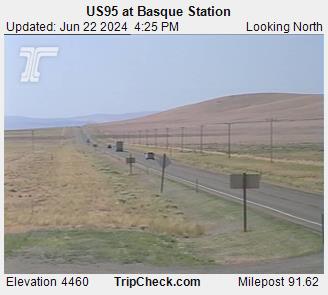 US95 at Basque Station
Updated: Jun 22 2024 4:25 PM Looking North
Elevation 4460 TripCheck.com Milepost 91.62